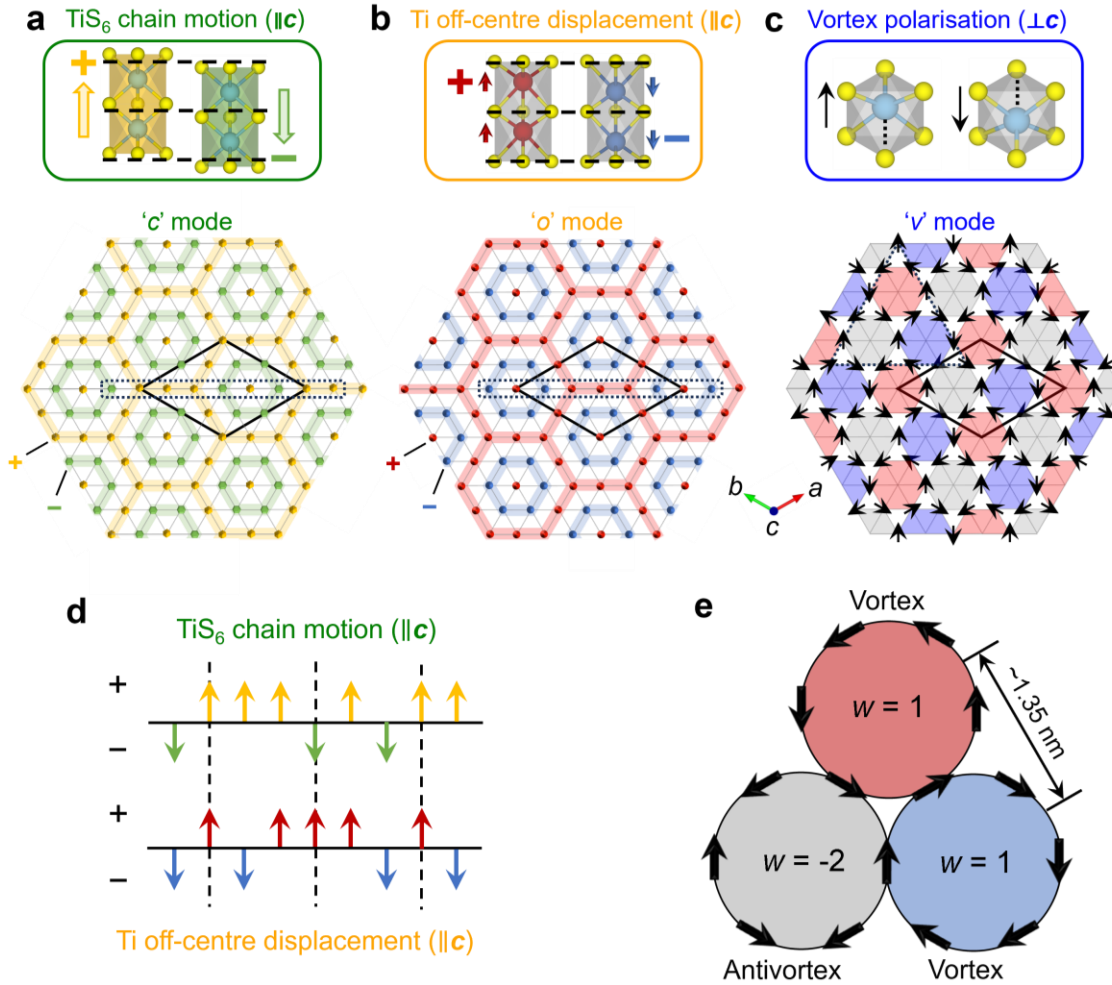 a
TiS₆ chain motion (∥c)
+
−
'c' mode
+
−
b
Ti off-centre displacement (∥c)
+
−
'o' mode
+
−
c
Vortex polarisation (⊥c)
'v' mode
b
a
c
d
TiS₆ chain motion (∥c)
+
−
+
−
Ti off-centre displacement (∥c)
e
Vortex
w = 1
~1.35 nm
w = -2
w = 1
Antivortex
Vortex